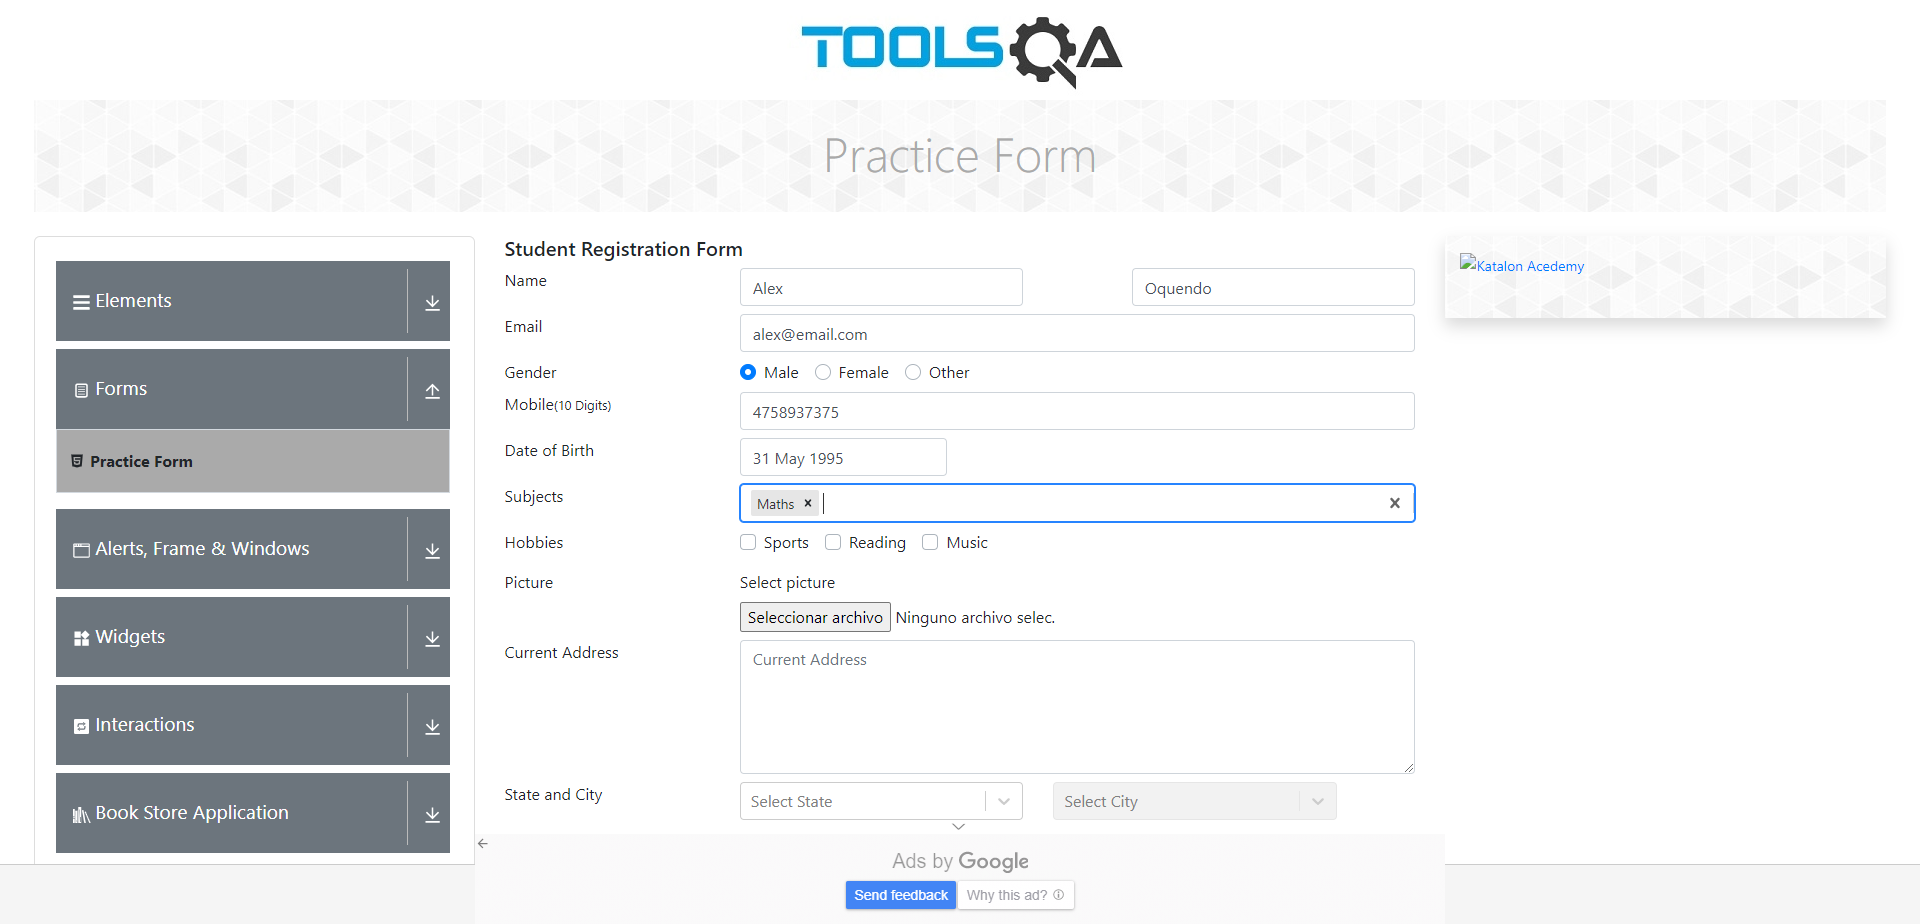 TOOLSQA
Practice Form
Elements
Forms
Practice Form
Alerts, Frame & Windows
Widgets
Interactions
Book Store Application
Student Registration Form
Name Alex Oquendo
Email alex@email.com
Gender Male Female Other
Mobile(10 Digits) 4758937375
Date of Birth 31 May 1995
Subjects Maths
Hobbies Sports Reading Music
Picture Select picture
Seleccionar archivo Ninguno archivo selec.
Current Address Current Address
State and City Select State Select City
Katalon Acedemy
Ads by Google
Send feedback Why this ad?